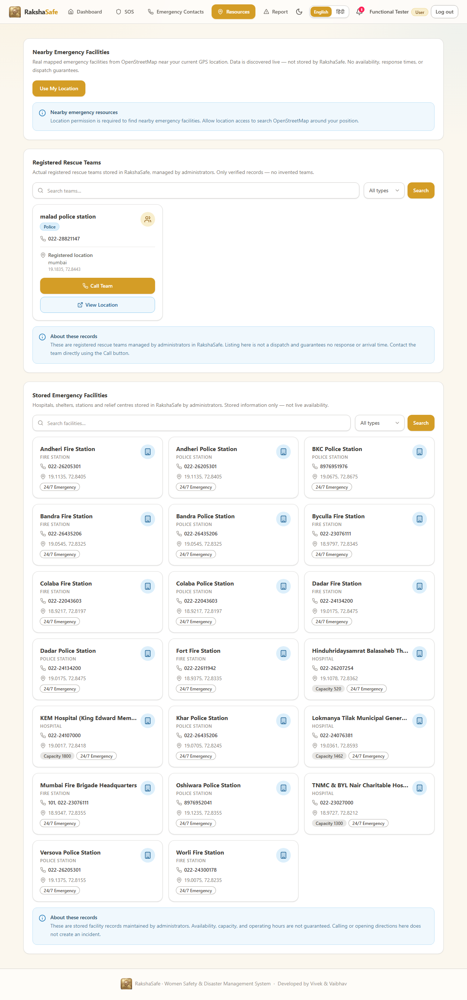 RakshaSafe
Dashboard
SOS
Emergency Contacts
Resources
Report
English
हिंदी
1
Functional Tester
User
Log out
Nearby Emergency Facilities
Real mapped emergency facilities from OpenStreetMap near your current GPS location. Data is discovered live — not stored by RakshaSafe. No availability, response times, or
dispatch guarantees.
Use My Location
Nearby emergency resources
Location permission is required to find nearby emergency facilities. Allow location access to search OpenStreetMap around your position.
Registered Rescue Teams
Actual registered rescue teams stored in RakshaSafe, managed by administrators. Only verified records — no invented teams.
Search teams...
All types
Search
malad police station
Police
022-28821147
Registered location
mumbai
19.1835, 72.8443
Call Team
View Location
About these records
These are registered rescue teams managed by administrators in RakshaSafe. Listing here is not a dispatch and guarantees no response or arrival time. Contact the
team directly using the Call button.
Stored Emergency Facilities
Hospitals, shelters, stations and relief centres stored in RakshaSafe by administrators. Stored information only — not live availability.
Search facilities...
All types
Search
Andheri Fire Station
FIRE STATION
022-26205301
19.1135, 72.8405
24/7 Emergency
Andheri Police Station
POLICE STATION
022-26205301
19.1135, 72.8405
24/7 Emergency
BKC Police Station
POLICE STATION
8976951976
19.0675, 72.8675
24/7 Emergency
Bandra Fire Station
FIRE STATION
022-26435206
19.0545, 72.8325
24/7 Emergency
Bandra Police Station
POLICE STATION
022-26435206
19.0545, 72.8325
24/7 Emergency
Byculla Fire Station
FIRE STATION
022-23076111
18.9797, 72.8345
24/7 Emergency
Colaba Fire Station
FIRE STATION
022-22043603
18.9217, 72.8197
24/7 Emergency
Colaba Police Station
POLICE STATION
022-22043603
18.9217, 72.8197
24/7 Emergency
Dadar Fire Station
FIRE STATION
022-24134200
19.0175, 72.8475
24/7 Emergency
Dadar Police Station
POLICE STATION
022-24134200
19.0175, 72.8475
24/7 Emergency
Fort Fire Station
FIRE STATION
022-22611942
18.9375, 72.8335
24/7 Emergency
Hinduhridaysamrat Balasaheb Th...
HOSPITAL
022-26207254
19.1078, 72.8362
Capacity 520
24/7 Emergency
KEM Hospital (King Edward Mem...
HOSPITAL
022-24107000
19.0017, 72.8418
Capacity 1800
24/7 Emergency
Khar Police Station
POLICE STATION
022-26435206
19.0705, 72.8245
24/7 Emergency
Lokmanya Tilak Municipal Gener...
HOSPITAL
022-24076381
19.0361, 72.8593
Capacity 1462
24/7 Emergency
Mumbai Fire Brigade Headquarters
FIRE STATION
101, 022-23076111
18.9347, 72.8355
24/7 Emergency
Oshiwara Police Station
POLICE STATION
8976952041
19.1235, 72.8355
24/7 Emergency
TNMC & BYL Nair Charitable Hos...
HOSPITAL
022-23027000
18.9727, 72.8212
Capacity 1300
24/7 Emergency
Versova Police Station
POLICE STATION
022-26205301
19.1375, 72.8155
24/7 Emergency
Worli Fire Station
FIRE STATION
022-24300178
19.0075, 72.8235
24/7 Emergency
About these records
These are stored facility records maintained by administrators. Availability, capacity, and operating hours are not guaranteed. Calling or opening directions here does
not create an incident.
RakshaSafe · Women Safety & Disaster Management System · Developed by Vivek & Vaibhav